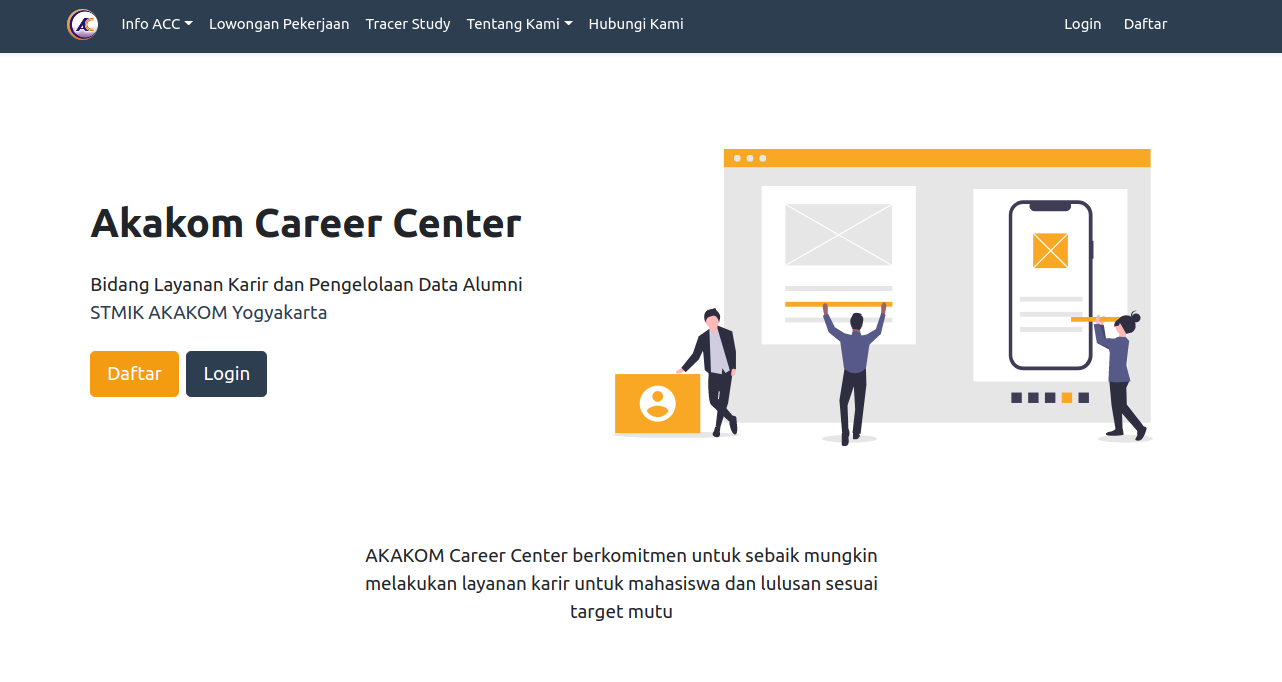 AC Info ACC Lowongan Pekerjaan Tracer Study Tentang Kami Hubungi Kami Login Daftar
Akakom Career Center
Bidang Layanan Karir dan Pengelolaan Data Alumni
STMIK AKAKOM Yogyakarta
Daftar Login
AKAKOM Career Center berkomitmen untuk sebaik mungkin
melakukan layanan karir untuk mahasiswa dan lulusan sesuai
target mutu